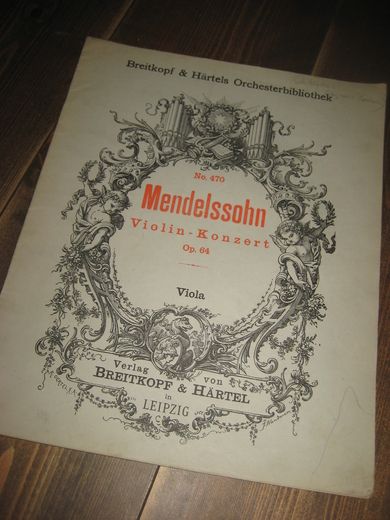 Breitkopf & Härtels Orchesterbibliothek
No. 470
Mendelssohn
Violin-Konzert
Op. 64
Viola
Verlag von
BREITKOPF & HÄRTEL
in
LEIPZIG